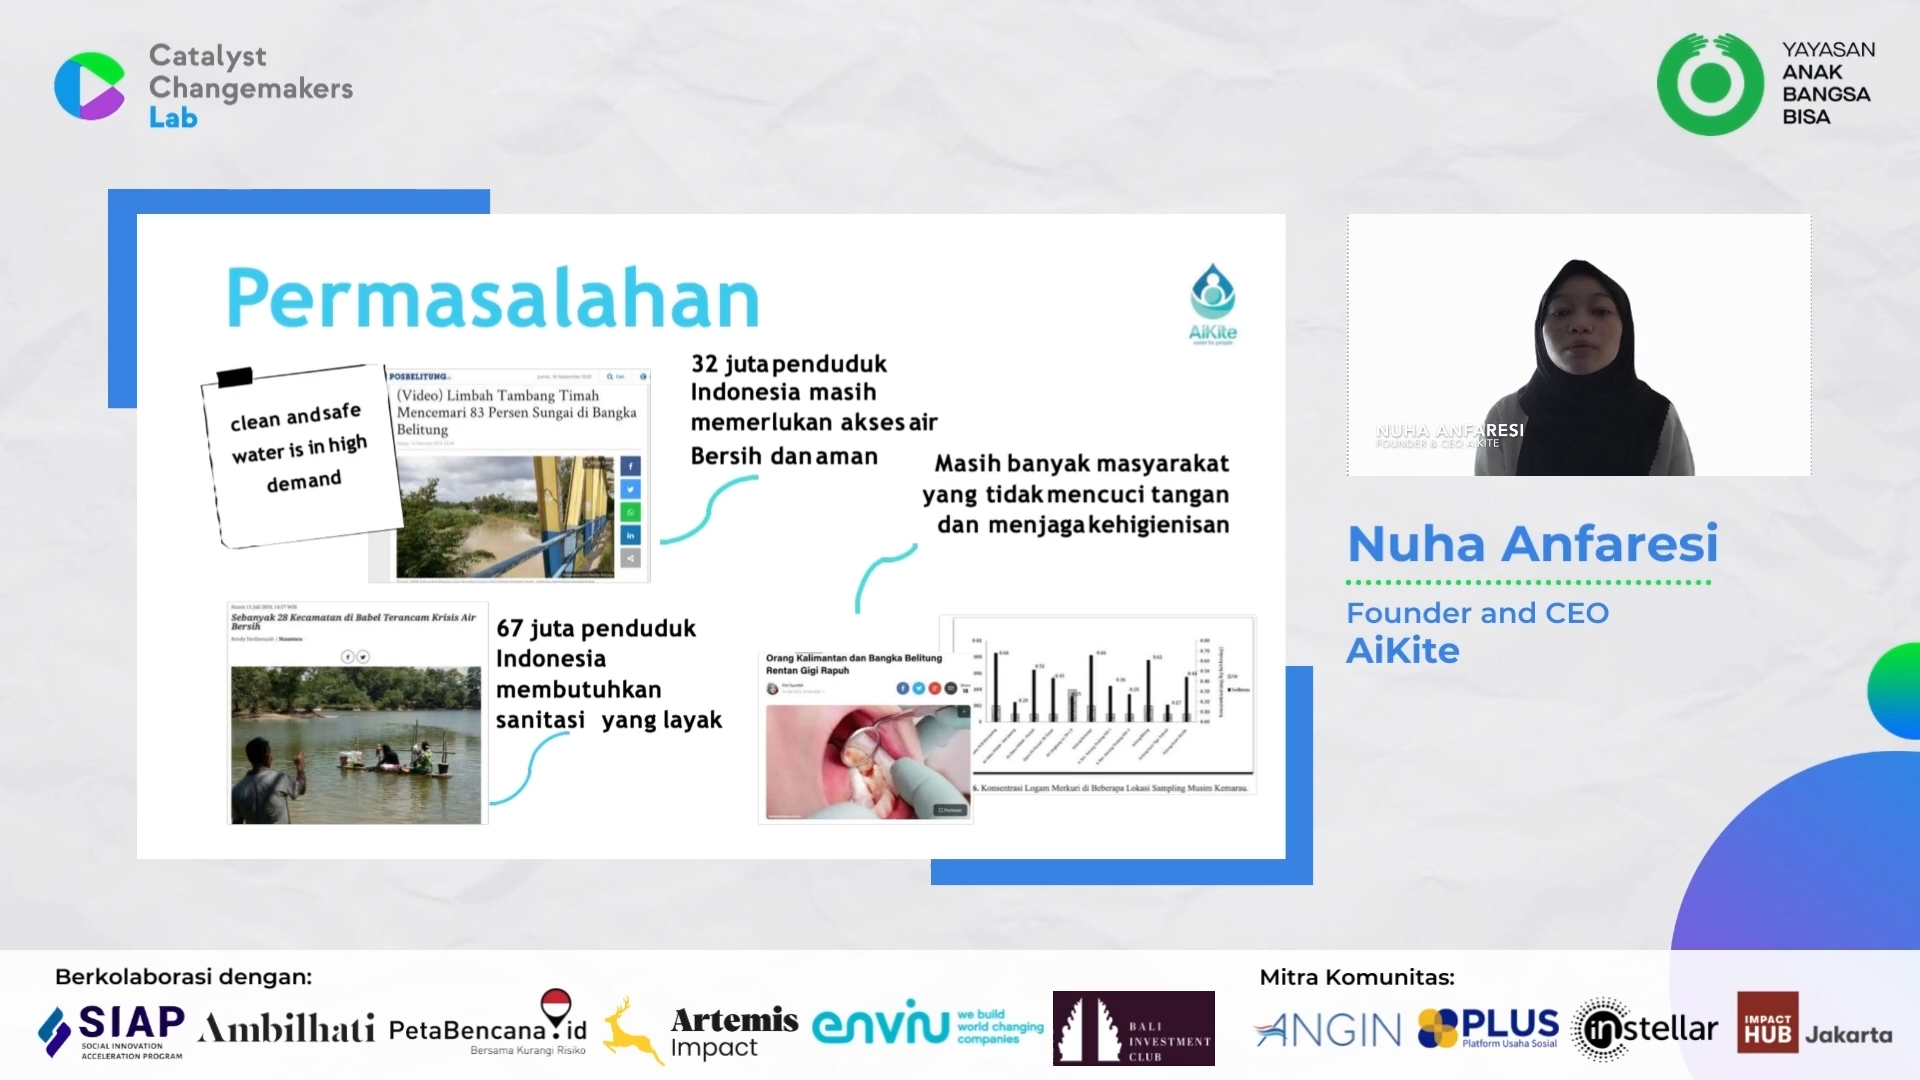 Catalyst
Changemakers
Lab
YAYASAN
ANAK
BANGSA
BISA
Permasalahan
AiKite
clean and safe
water is in high
demand
POSBELITUNG
(Video) Limbah Tambang Timah
Mencemari 83 Persen Sungai di Bangka
Belitung
32 juta penduduk
Indonesia masih
memerlukan akses air
Bersih dan aman
Masih banyak masyarakat
yang tidak mencuci tangan
dan menjaga kehigienisan
Sebanyak 28 Kecamatan di Babel Terancam Krisis Air
Bersih
67 juta penduduk
Indonesia
membutuhkan
sanitasi yang layak
Orang Kalimantan dan Bangka Belitung
Rentan Gigi Rapuh
6. Konsentrasi Logam Merkuri di Beberapa Lokasi Sampling Musim Kemarau.
NUHA ANFARESI
FOUNDER & CEO AIKITE
Nuha Anfaresi
Founder and CEO
AiKite
Berkolaborasi dengan:
SIAP
SOCIAL INNOVATION
ACCELERATION PROGRAM
Ambilhati
PetaBencana.id
Bersama Kurangi Risiko
Artemis
Impact
enviu
we build
world changing
companies
BALI
INVESTMENT
CLUB
Mitra Komunitas:
ANGIN
PLUS
Platform Usaha Sosial
instellar
IMPACT
HUB
Jakarta